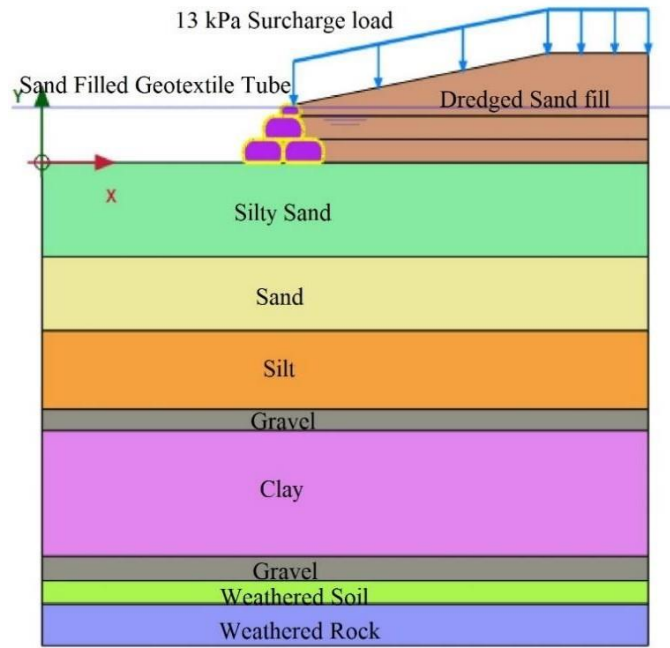 13 kPa Surcharge load
Sand Filled Geotextile Tube
Y
Dredged Sand fill
X
Silty Sand
Sand
Silt
Gravel
Clay
Gravel
Weathered Soil
Weathered Rock